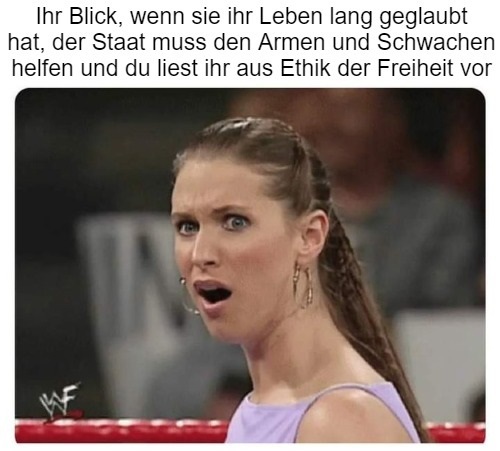 Ihr Blick, wenn sie ihr Leben lang geglaubt
hat, der Staat muss den Armen und Schwachen
helfen und du liest ihr aus Ethik der Freiheit vor
WF